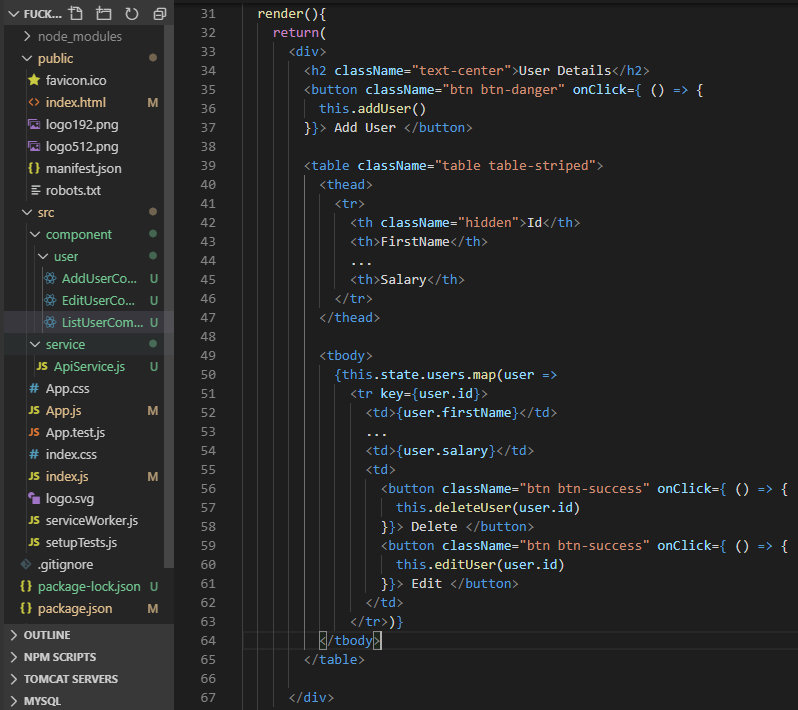 FUCK...
node_modules
public
favicon.ico
index.html M
logo192.png
logo512.png
manifest.json
robots.txt
src
component
user
AddUserCo... U
EditUserCo... U
ListUserCom... U
service
JS ApiService.js U
# App.css
JS App.js M
JS App.test.js
# index.css
JS index.js M
logo.svg
JS serviceWorker.js
JS setupTests.js
.gitignore
{} package-lock.json U
{} package.json M
OUTLINE
NPM SCRIPTS
TOMCAT SERVERS
MYSQL
31 render(){
32 return(
33 <div>
34 <h2 className="text-center">User Details</h2>
35 <button className="btn btn-danger" onClick={ () => {
36 this.addUser()
37 }}> Add User </button>
38
39 <table className="table table-striped">
40 <thead>
41 <tr>
42 <th className="hidden">Id</th>
43 <th>FirstName</th>
44 ...
45 <th>Salary</th>
46 </tr>
47 </thead>
48
49 <tbody>
50 {this.state.users.map(user =>
51 <tr key={user.id}>
52 <td>{user.firstName}</td>
53 ...
54 <td>{user.salary}</td>
55 <td>
56 <button className="btn btn-success" onClick={ () => {
57 this.deleteUser(user.id)
58 }}> Delete </button>
59 <button className="btn btn-success" onClick={ () => {
60 this.editUser(user.id)
61 }}> Edit </button>
62 </td>
63 </tr>)}
64 </tbody>
65 </table>
66
67 </div>